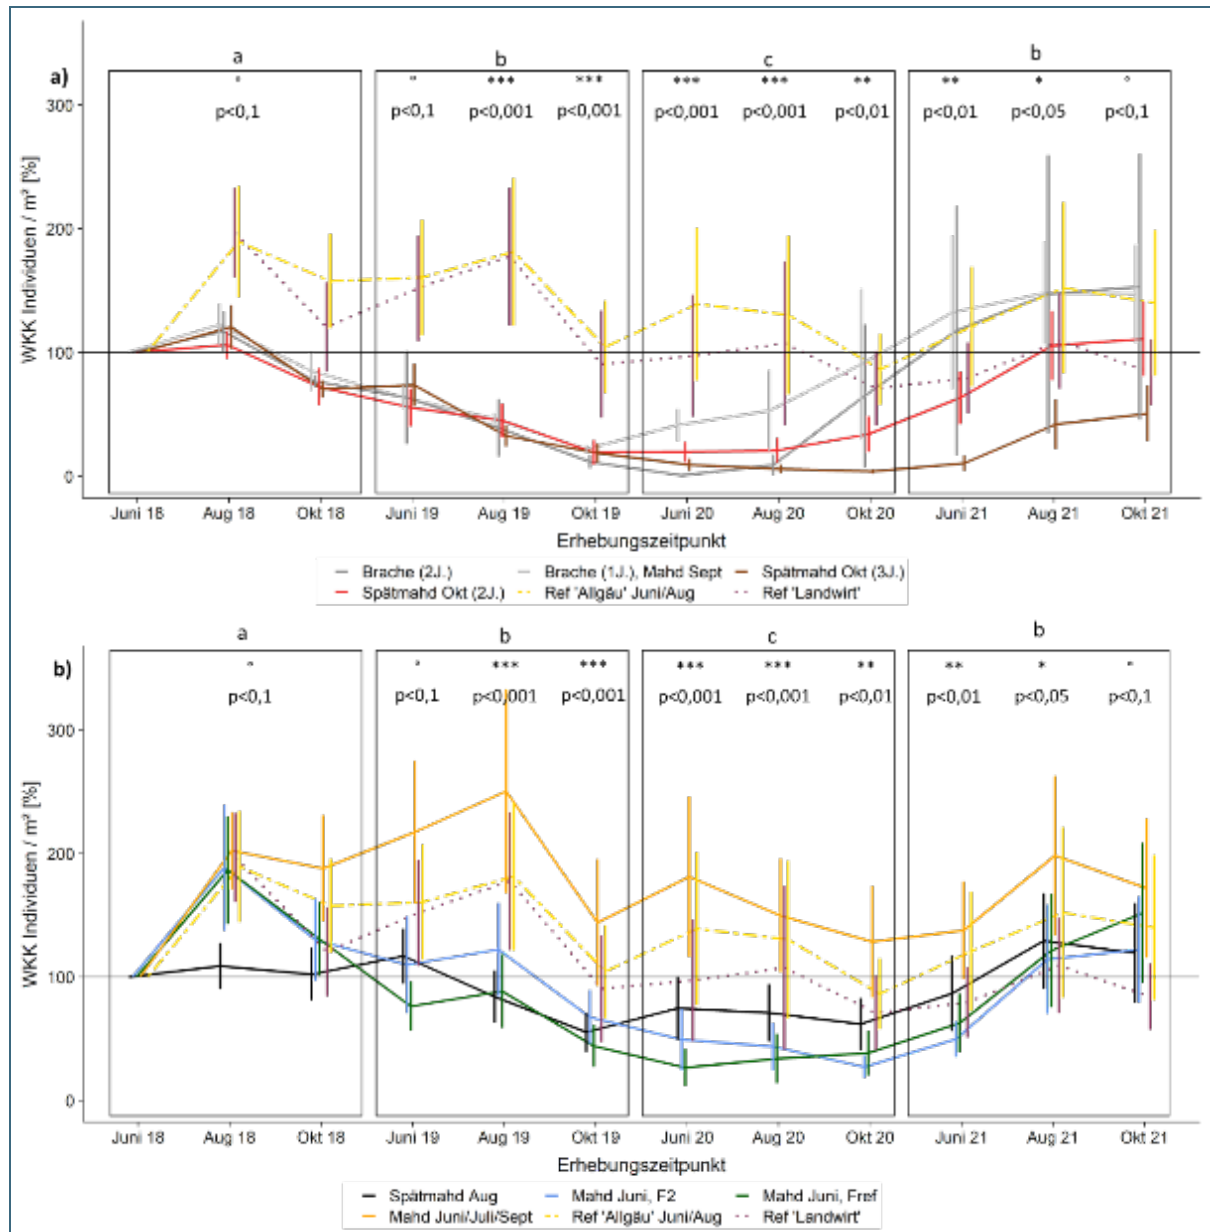 a b c b
a)
° ° *** *** *** *** ** ** * °
p<0,1 p<0,1 p<0,001 p<0,001 p<0,001 p<0,001 p<0,01 p<0,01 p<0,05 p<0,1
WKK Individuen / m² [%]
300
200
100
0
Juni 18 Aug 18 Okt 18 Juni 19 Aug 19 Okt 19 Juni 20 Aug 20 Okt 20 Juni 21 Aug 21 Okt 21
Erhebungszeitpunkt
Brache (2J.) Brache (1J.), Mahd Sept Spätmahd Okt (3J.)
Spätmahd Okt (2J.) Ref 'Allgäu' Juni/Aug Ref 'Landwirt'
a b c b
b)
° ° *** *** *** *** ** ** * °
p<0,1 p<0,1 p<0,001 p<0,001 p<0,001 p<0,001 p<0,01 p<0,01 p<0,05 p<0,1
WKK Individuen / m² [%]
300
200
100
0
Juni 18 Aug 18 Okt 18 Juni 19 Aug 19 Okt 19 Juni 20 Aug 20 Okt 20 Juni 21 Aug 21 Okt 21
Erhebungszeitpunkt
Spätmahd Aug Mahd Juni, F2 Mahd Juni, Fref
Mahd Juni/Juli/Sept Ref 'Allgäu' Juni/Aug Ref 'Landwirt'